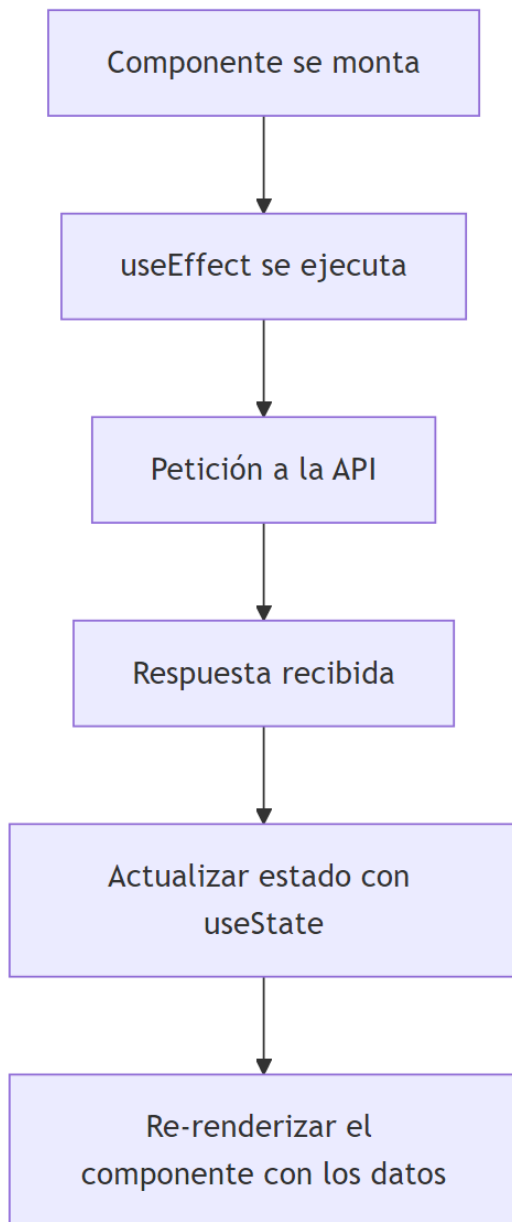 Componente se monta
useEffect se ejecuta
Petición a la API
Respuesta recibida
Actualizar estado con
useState
Re-renderizar el
componente con los datos